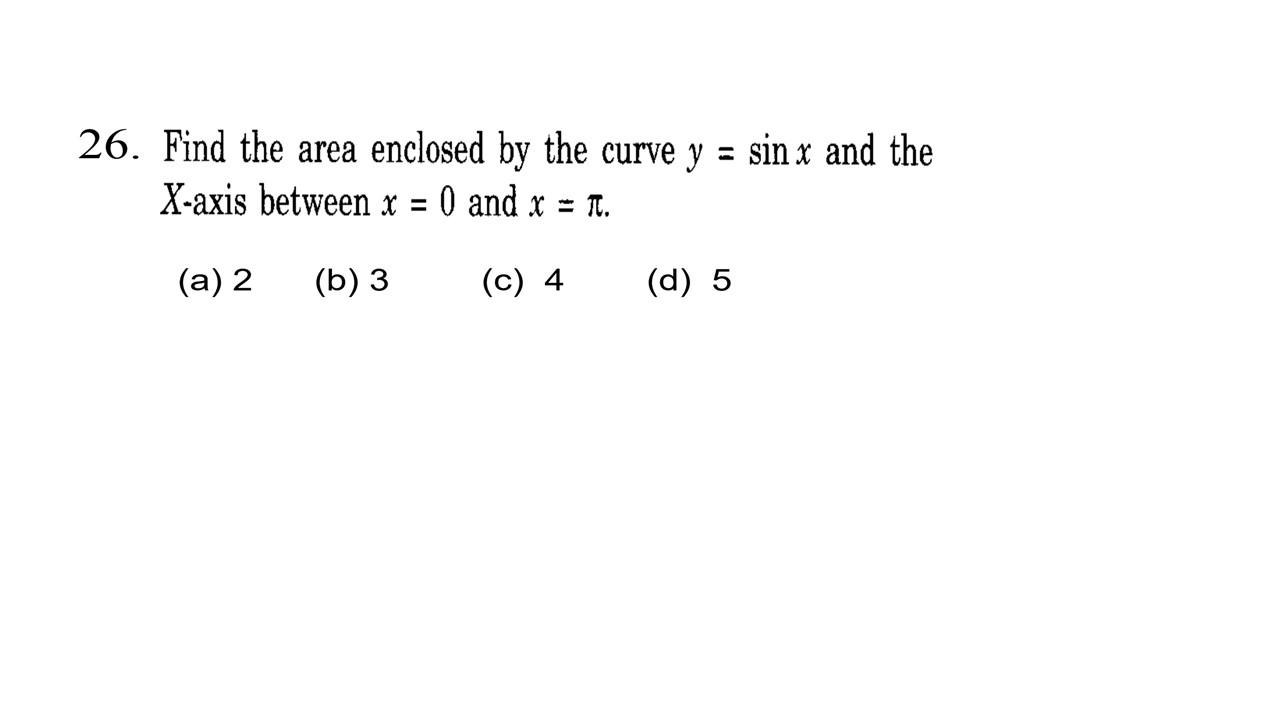 26. Find the area enclosed by the curve y = sin x and the
X-axis between x = 0 and x = π.
(a) 2 (b) 3 (c) 4 (d) 5